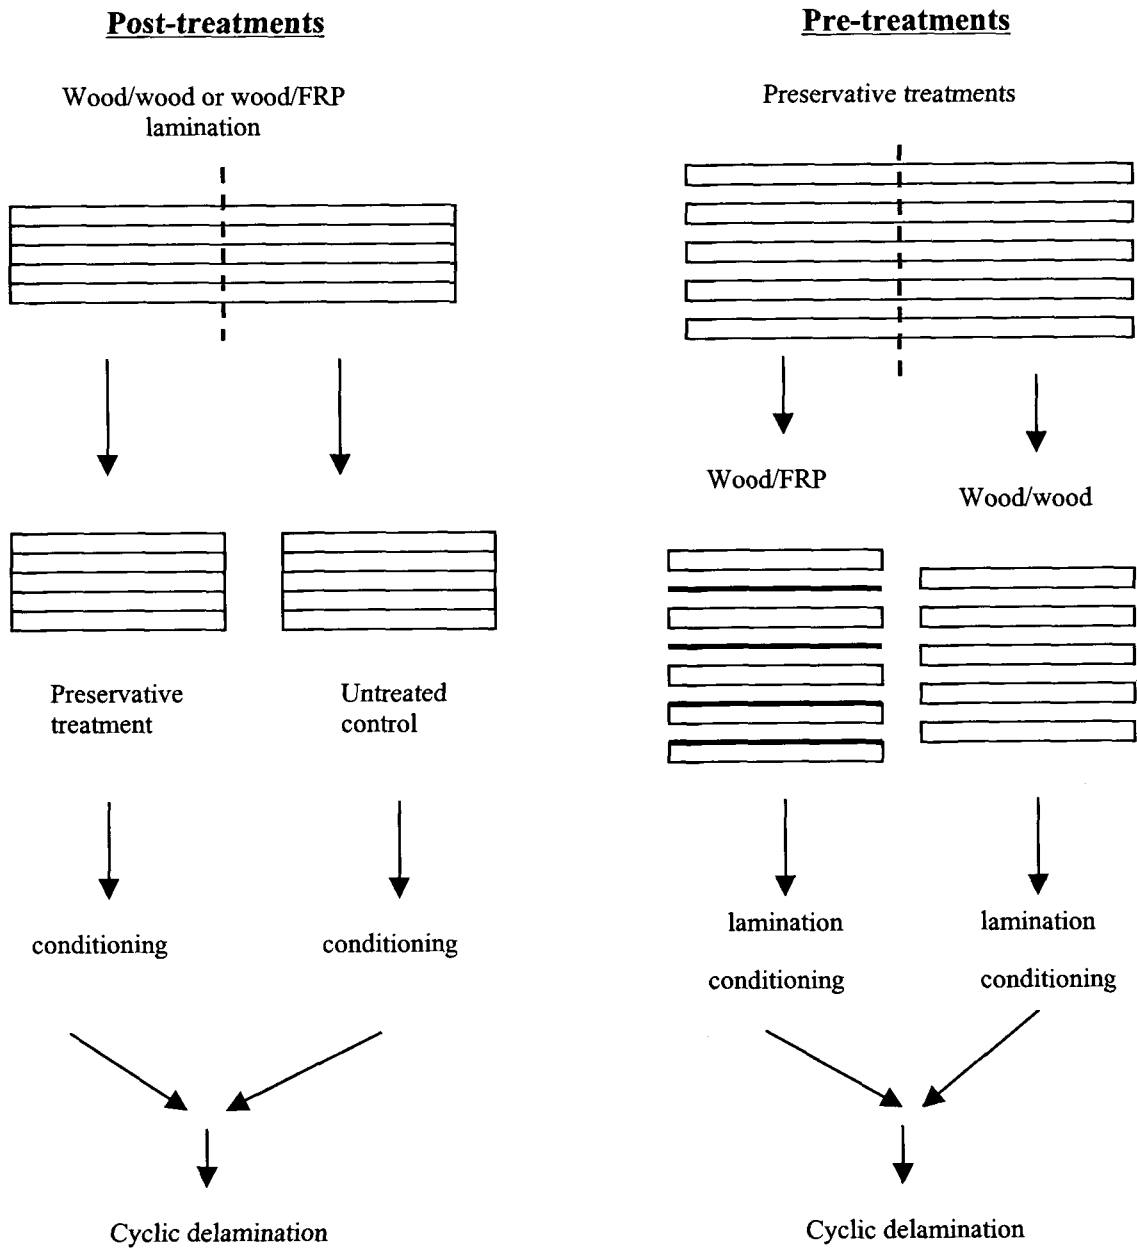 Post-treatments
Wood/wood or wood/FRP
lamination
Preservative
treatment
Untreated
control
conditioning
conditioning
Cyclic delamination
Pre-treatments
Preservative treatments
Wood/FRP
Wood/wood
lamination
lamination
conditioning
conditioning
Cyclic delamination